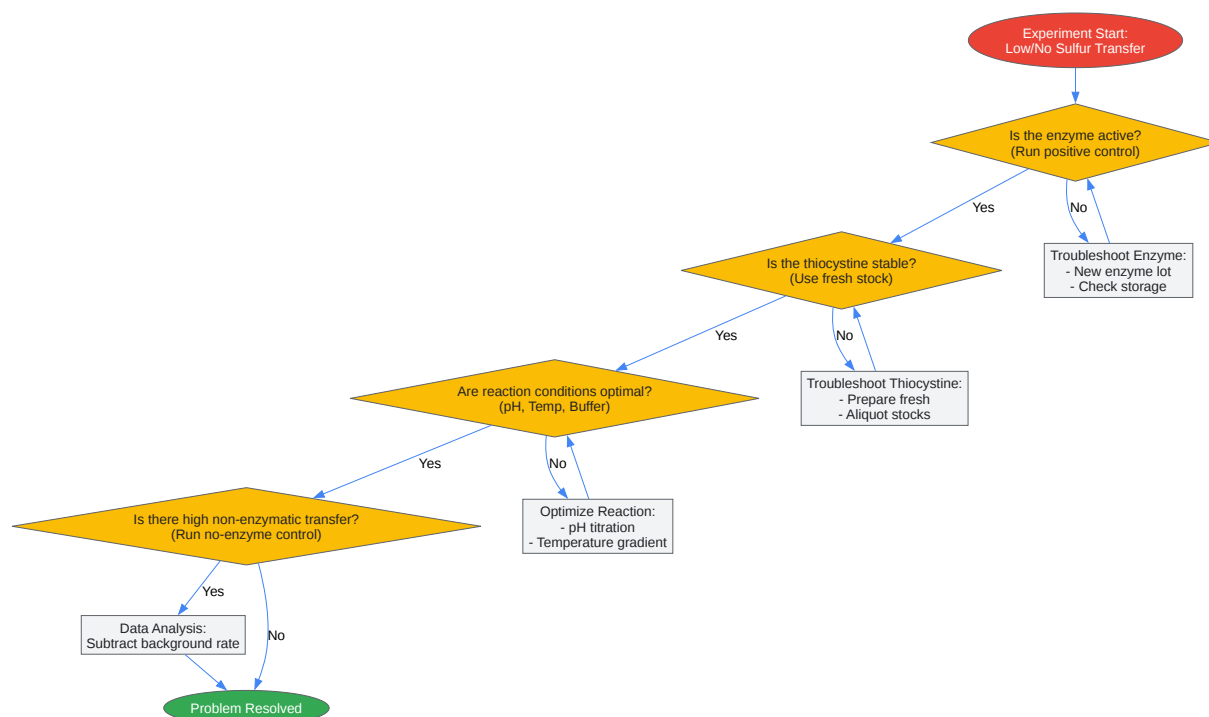 Experiment Start:
Low/No Sulfur Transfer
Is the enzyme active?
(Run positive control)
Yes
No
Troubleshoot Enzyme:
- New enzyme lot
- Check storage
Is the thiocystine stable?
(Use fresh stock)
Yes
No
Troubleshoot Thiocystine:
- Prepare fresh
- Aliquot stocks
Are reaction conditions optimal?
(pH, Temp, Buffer)
Yes
No
Optimize Reaction:
- pH titration
- Temperature gradient
Is there high non-enzymatic transfer?
(Run no-enzyme control)
Yes
No
Data Analysis:
Subtract background rate
Problem Resolved